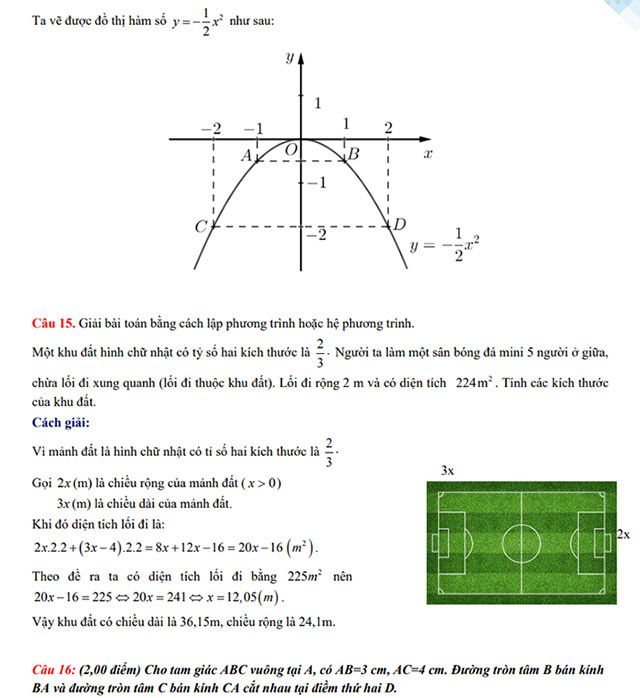 Ta vẽ được đồ thị hàm số y = -1/2 x² như sau:
y
1
-2 -1 1 2
A O B x
-1
C D
-2
y = -1/2 x²
Câu 15. Giải bài toán bằng cách lập phương trình hoặc hệ phương trình.
Một khu đất hình chữ nhật có tỷ số hai kích thước là 2/3. Người ta làm một sân bóng đá mini 5 người ở giữa,
chừa lối đi xung quanh (lối đi thuộc khu đất). Lối đi rộng 2 m và có diện tích 224m². Tính các kích thước
của khu đất.
Cách giải:
Vì mảnh đất là hình chữ nhật có tỉ số hai kích thước là 2/3.
Gọi 2x(m) là chiều rộng của mảnh đất (x > 0)
3x(m) là chiều dài của mảnh đất.
Khi đó diện tích lối đi là:
2x.2.2+(3x-4).2.2=8x+12x-16=20x-16(m²).
Theo đề ra ta có diện tích lối đi bằng 225m² nên
20x-16=225⇔20x=241⇔x=12,05(m).
Vậy khu đất có chiều dài là 36,15m, chiều rộng là 24,1m.
3x
2x
Câu 16: (2,00 điểm) Cho tam giác ABC vuông tại A, có AB=3 cm, AC=4 cm. Đường tròn tâm B bán kính
BA và đường tròn tâm C bán kính CA cắt nhau tại điểm thứ hai D.